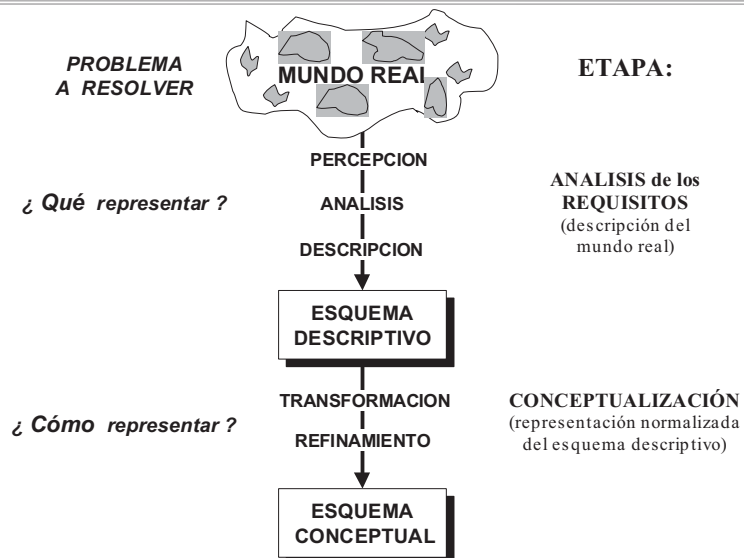 PROBLEMA
A RESOLVER
MUNDO REAL
ETAPA:
PERCEPCION
¿ Qué representar ?
ANALISIS
DESCRIPCION
ANALISIS de los
REQUISITOS
(descripción del
mundo real)
ESQUEMA
DESCRIPTIVO
¿ Cómo representar ?
TRANSFORMACION
REFINAMIENTO
CONCEPTUALIZACIÓN
(representación normalizada
del esquema descriptivo)
ESQUEMA
CONCEPTUAL